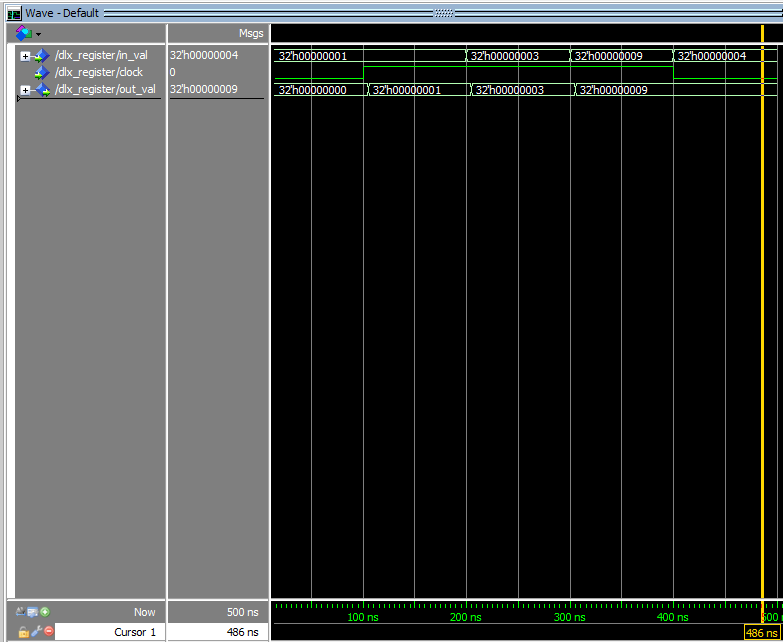 Wave - Default
Msgs
/dlx_register/in_val 32'h00000004 32'h00000001 32'h00000003 32'h00000009 32'h00000004
/dlx_register/clock 0
/dlx_register/out_val 32'h00000009 32'h00000000 32'h00000001 32'h00000003 32'h00000009
Now 500 ns 100 ns 200 ns 300 ns 400 ns 500 ns
Cursor 1 486 ns 486 ns